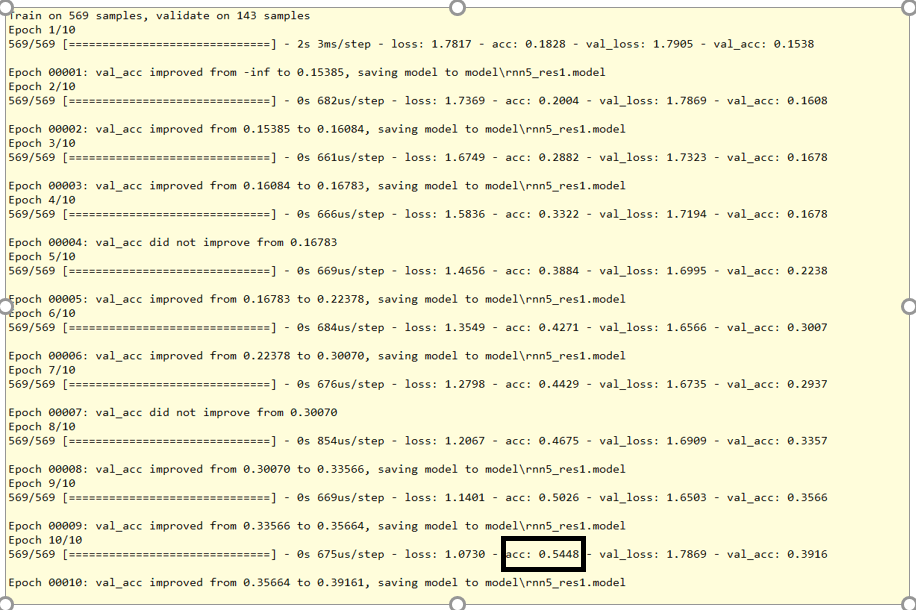 Train on 569 samples, validate on 143 samples
Epoch 1/10
569/569 [==============================] - 2s 3ms/step - loss: 1.7817 - acc: 0.1828 - val_loss: 1.7905 - val_acc: 0.1538
Epoch 00001: val_acc improved from -inf to 0.15385, saving model to model\rnn5_res1.model
Epoch 2/10
569/569 [==============================] - 0s 682us/step - loss: 1.7369 - acc: 0.2004 - val_loss: 1.7869 - val_acc: 0.1608
Epoch 00002: val_acc improved from 0.15385 to 0.16084, saving model to model\rnn5_res1.model
Epoch 3/10
569/569 [==============================] - 0s 661us/step - loss: 1.6749 - acc: 0.2882 - val_loss: 1.7323 - val_acc: 0.1678
Epoch 00003: val_acc improved from 0.16084 to 0.16783, saving model to model\rnn5_res1.model
Epoch 4/10
569/569 [==============================] - 0s 666us/step - loss: 1.5836 - acc: 0.3322 - val_loss: 1.7194 - val_acc: 0.1678
Epoch 00004: val_acc did not improve from 0.16783
Epoch 5/10
569/569 [==============================] - 0s 669us/step - loss: 1.4656 - acc: 0.3884 - val_loss: 1.6995 - val_acc: 0.2238
Epoch 00005: val_acc improved from 0.16783 to 0.22378, saving model to model\rnn5_res1.model
Epoch 6/10
569/569 [==============================] - 0s 684us/step - loss: 1.3549 - acc: 0.4271 - val_loss: 1.6566 - val_acc: 0.3007
Epoch 00006: val_acc improved from 0.22378 to 0.30070, saving model to model\rnn5_res1.model
Epoch 7/10
569/569 [==============================] - 0s 676us/step - loss: 1.2798 - acc: 0.4429 - val_loss: 1.6735 - val_acc: 0.2937
Epoch 00007: val_acc did not improve from 0.30070
Epoch 8/10
569/569 [==============================] - 0s 854us/step - loss: 1.2067 - acc: 0.4675 - val_loss: 1.6909 - val_acc: 0.3357
Epoch 00008: val_acc improved from 0.30070 to 0.33566, saving model to model\rnn5_res1.model
Epoch 9/10
569/569 [==============================] - 0s 669us/step - loss: 1.1401 - acc: 0.5026 - val_loss: 1.6503 - val_acc: 0.3566
Epoch 00009: val_acc improved from 0.33566 to 0.35664, saving model to model\rnn5_res1.model
Epoch 10/10
569/569 [==============================] - 0s 675us/step - loss: 1.0730 - acc: 0.5448 - val_loss: 1.7869 - val_acc: 0.3916
Epoch 00010: val_acc improved from 0.35664 to 0.39161, saving model to model\rnn5_res1.model